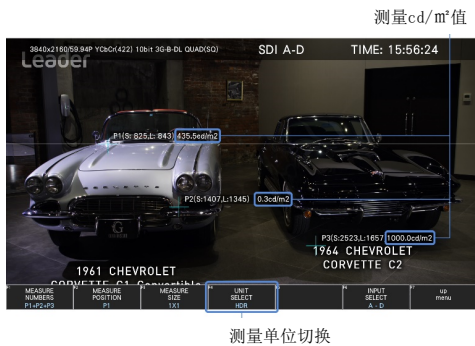 测量cd/㎡值
3840x2160/59.94P YCbCr(422) 10bit 3G-B-DL QUAD(SQ)
SDI A-D
TIME: 15:56:24
Leader
P1(S: 825,L: 843) 435.5cd/m2
P2(S:1407,L:1345) 0.3cd/m2
P3(S:2523,L:1657 1000.0cd/m2
1964 CHEVROLET
CORVETTE C2
1961 CHEVROLET
CORVETTE C1 Convertible
MEASURE NUMBERS P1+P2+P3
MEASURE POSITION P1
MEASURE SIZE 1X1
UNIT SELECT HDR
INPUT SELECT A - D
up menu
测量单位切换